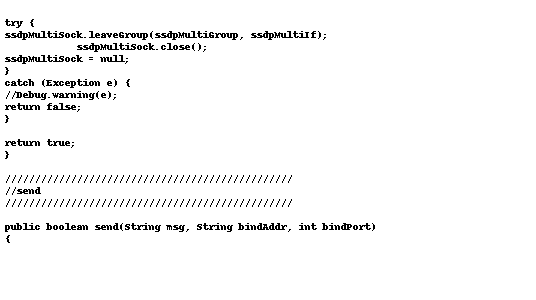 try {
ssdpMultiSock.leaveGroup(ssdpMultiGroup, ssdpMultiIf);
ssdpMultiSock.close();
ssdpMultiSock = null;
}
catch (Exception e) {
//Debug.warning(e);
return false;
}
return true;
}
////////////////////////////////////////////////
//send
////////////////////////////////////////////////
public boolean send(String msg, String bindAddr, int bindPort)
{